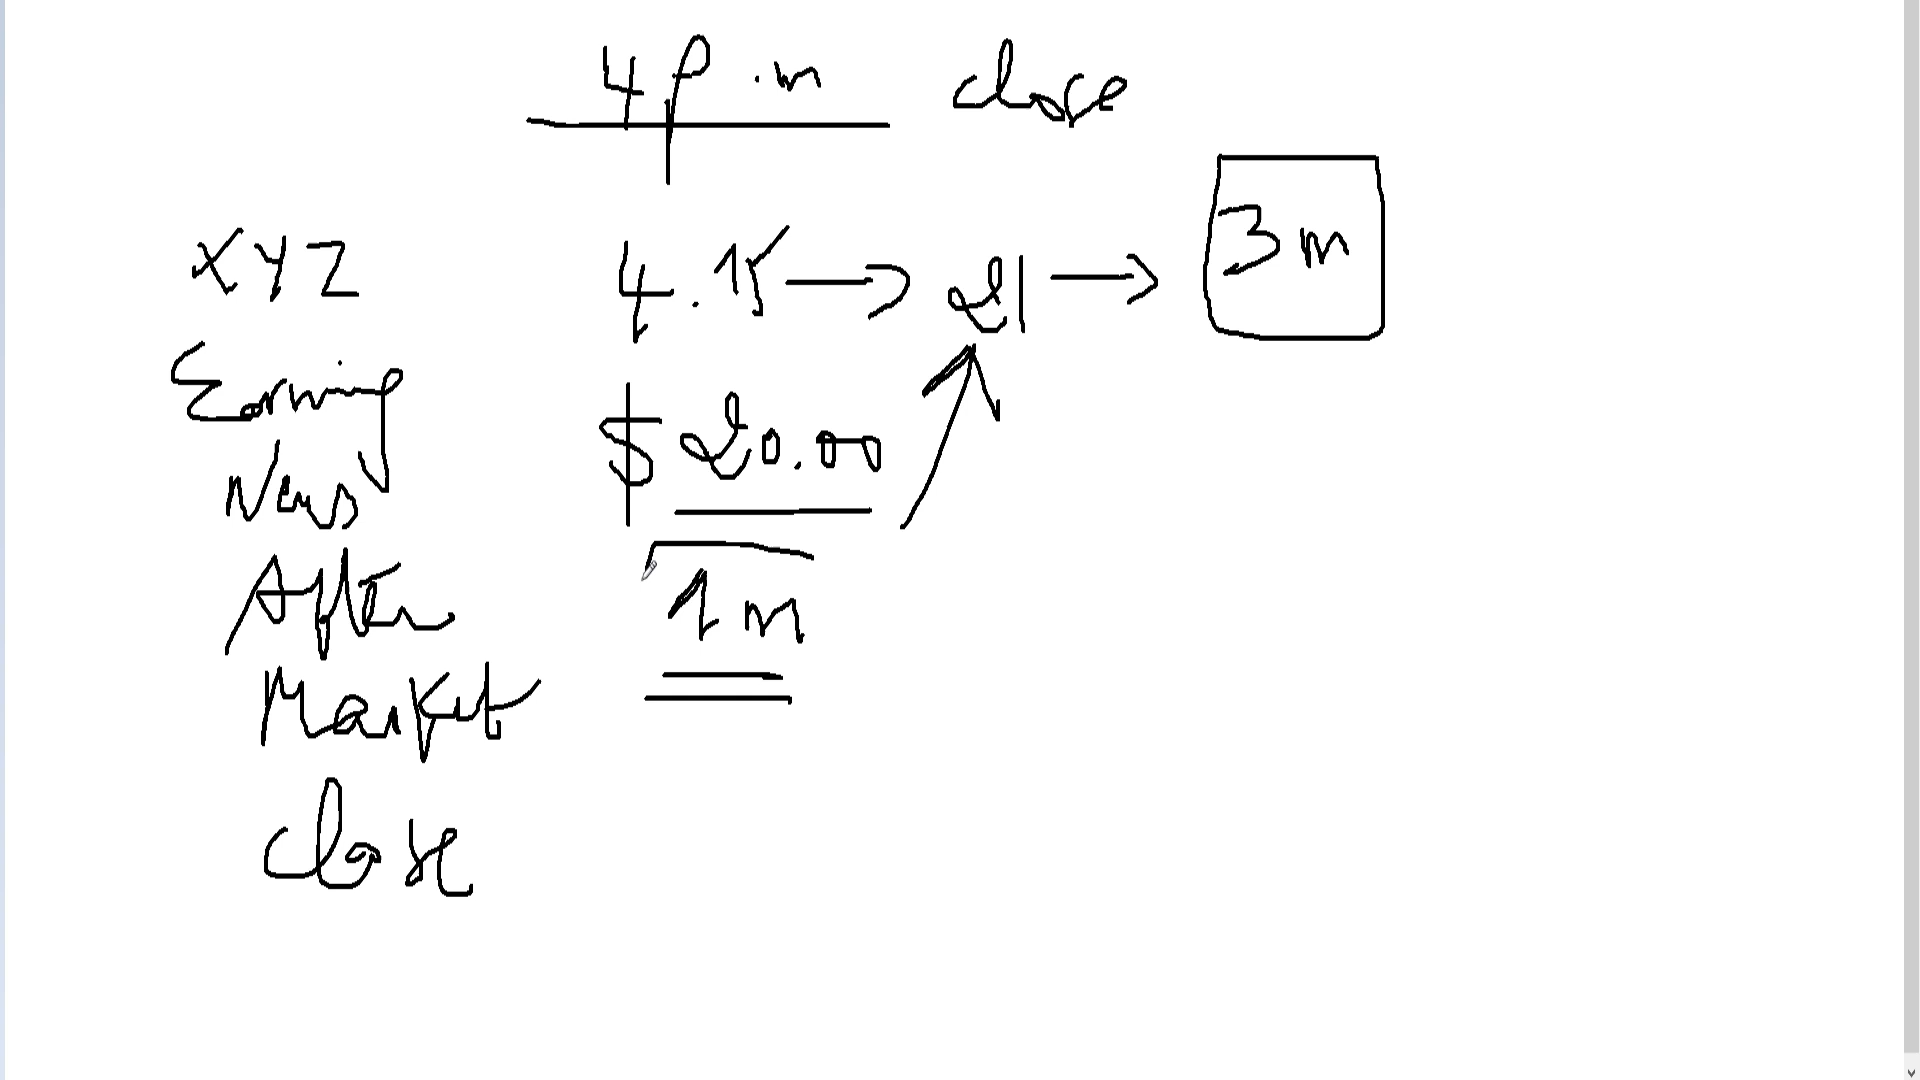 4 p.m close
XYZ 4.15 → 21 → 3m
Earning
$20.00
News
After 1m
Market
Close